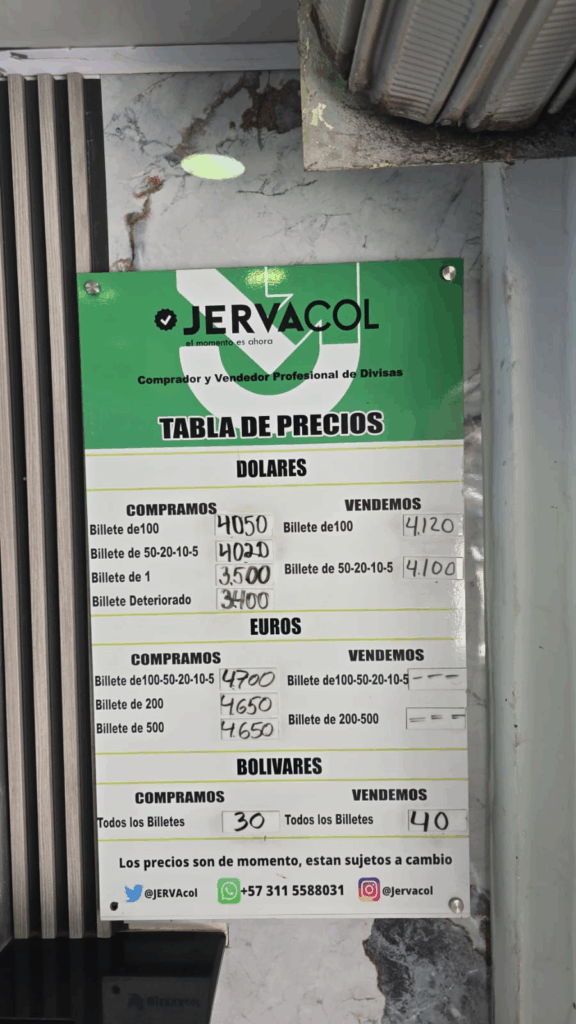 JERVACOL
el momento es ahora
Comprador y Vendedor Profesional de Divisas
TABLA DE PRECIOS
DOLARES
COMPRAMOS VENDEMOS
Billete de100 4050 Billete de100 4.120
Billete de 50-20-10-5 4020 Billete de 50-20-10-5 4.100
Billete de 1 3.500
Billete Deteriorado 3400
EUROS
COMPRAMOS VENDEMOS
Billete de100-50-20-10-5 4700 Billete de100-50-20-10-5 ---
Billete de 200 4650 Billete de 200-500 ---
Billete de 500 4.650
BOLIVARES
COMPRAMOS VENDEMOS
Todos los Billetes 30 Todos los Billetes 40
Los precios son de momento, estan sujetos a cambio
@JERVAcol +57 311 5588031 @Jervacol